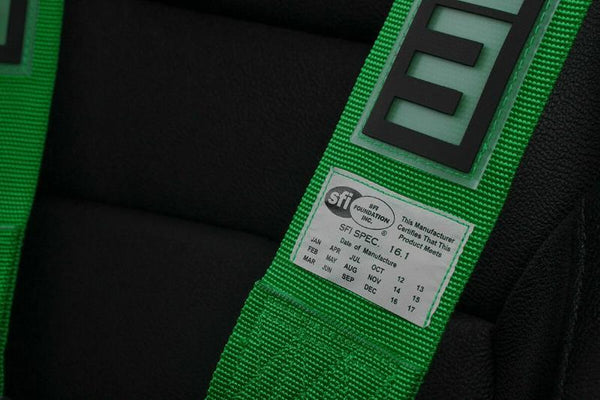 sfi
SFI
FOUNDATION
INC. ®
SFI SPEC. 16.1
This Manufacturer
Certifies That This
Product Meets
Date of Manufacture
JAN APR JUL OCT 12 13
FEB MAY AUG NOV 14 15
MAR JUN SEP DEC 16 17